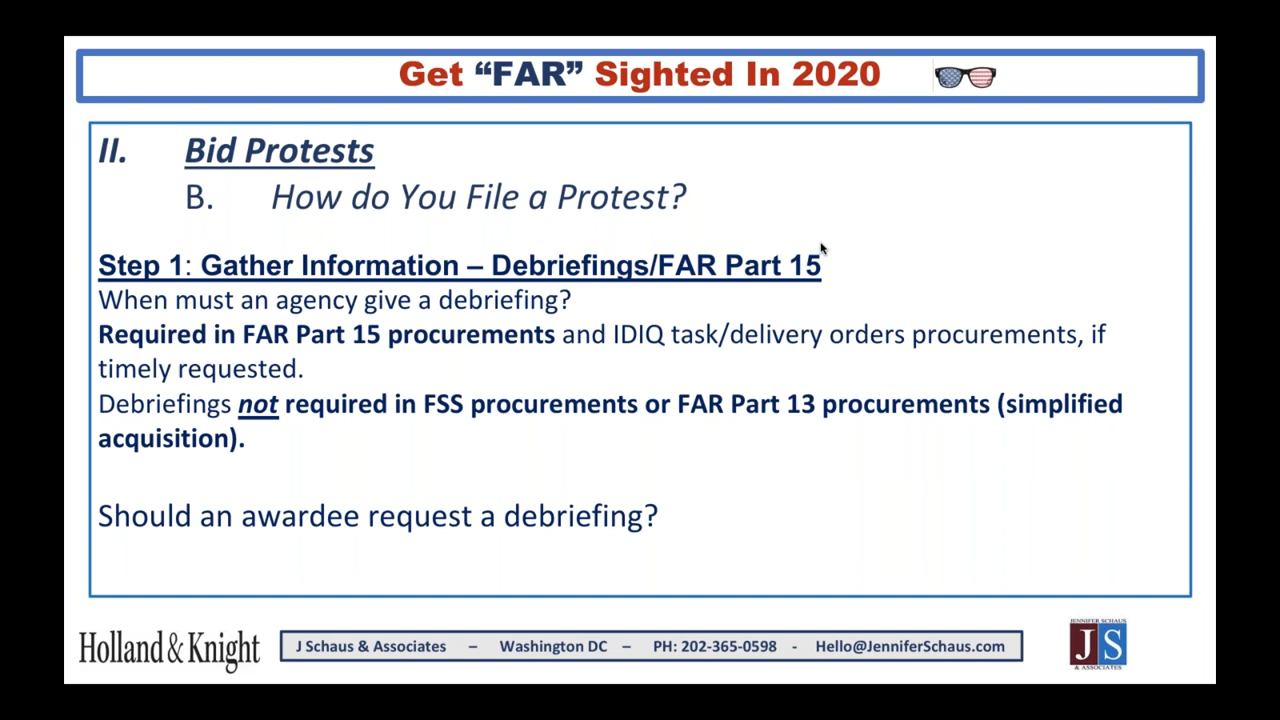 Get “FAR” Sighted In 2020
II. Bid Protests
B. How do You File a Protest?
Step 1: Gather Information – Debriefings/FAR Part 15
When must an agency give a debriefing?
Required in FAR Part 15 procurements and IDIQ task/delivery orders procurements, if
timely requested.
Debriefings not required in FSS procurements or FAR Part 13 procurements (simplified
acquisition).
Should an awardee request a debriefing?
Holland & Knight
J Schaus & Associates – Washington DC – PH: 202-365-0598 - Hello@JenniferSchaus.com
JENNIFER SCHAUS
JS
& ASSOCIATES